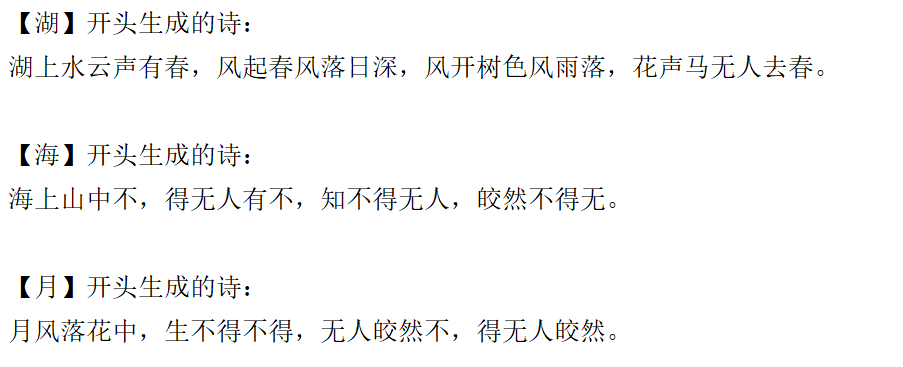 【湖】开头生成的诗：
湖上水云声有春，风起春风落日深，风开树色风雨落，花声马无人去春。
【海】开头生成的诗：
海上山中不，得无人有不，知不得无人，皎然不得无。
【月】开头生成的诗：
月风落花中，生不得不得，无人皎然不，得无人皎然。